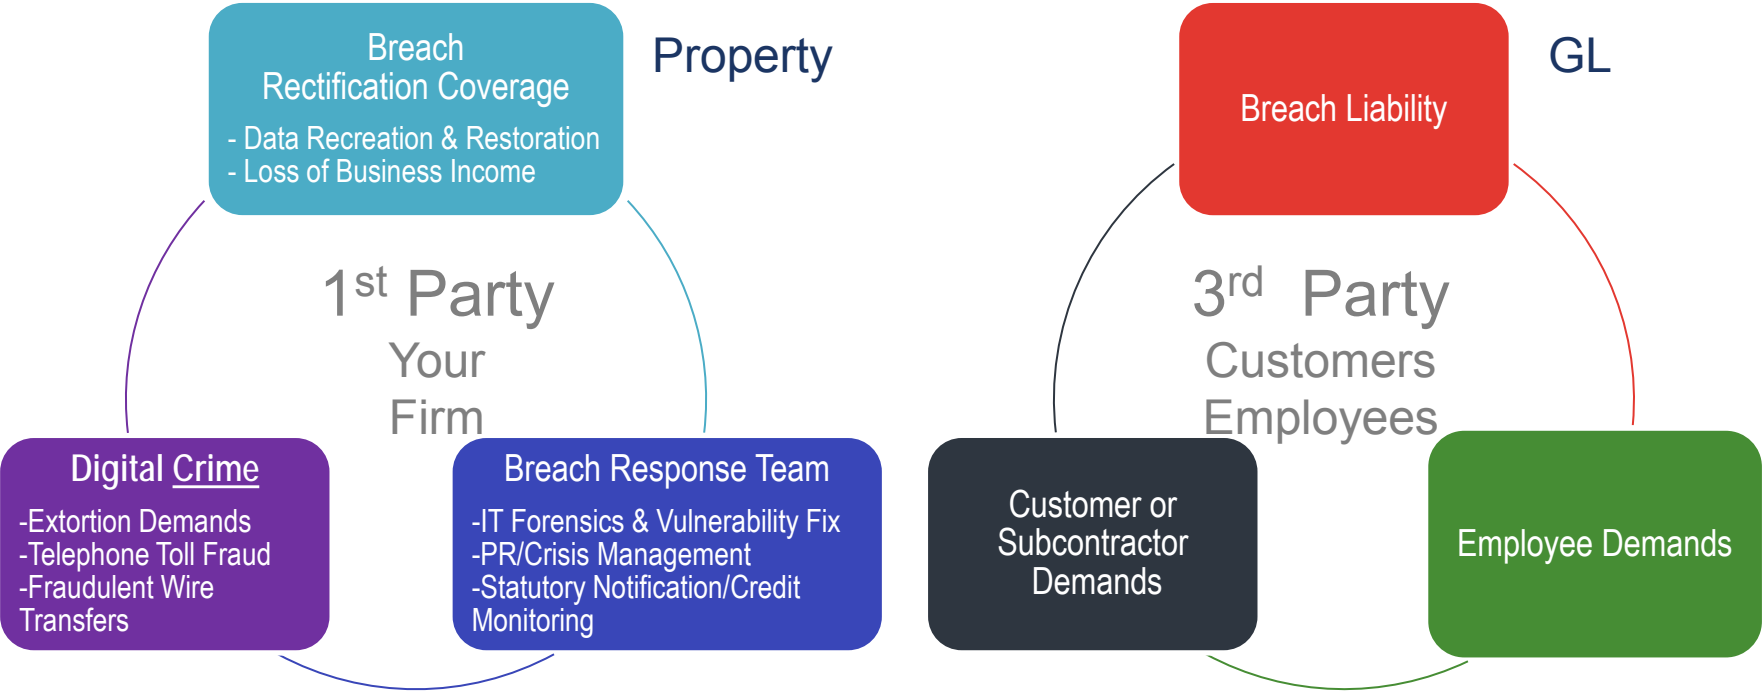 Breach
Rectification Coverage
- Data Recreation & Restoration
- Loss of Business Income
Property
1st Party
Your
Firm
Digital Crime
-Extortion Demands
-Telephone Toll Fraud
-Fraudulent Wire
Transfers
Breach Response Team
-IT Forensics & Vulnerability Fix
-PR/Crisis Management
-Statutory Notification/Credit
Monitoring
Breach Liability
GL
3rd Party
Customers
Employees
Customer or
Subcontractor
Demands
Employee Demands